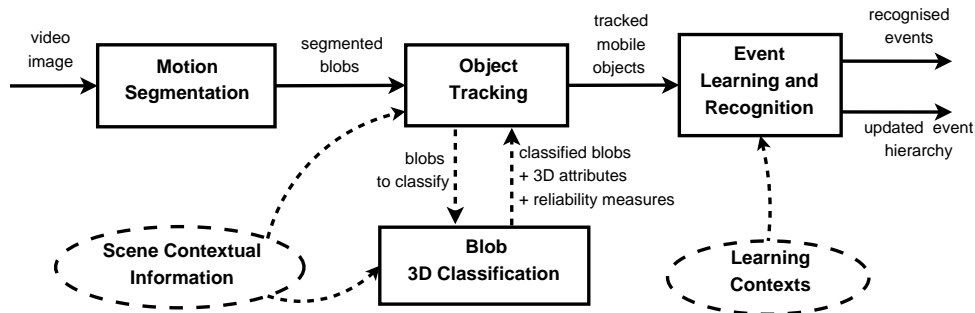 video
image
Motion
Segmentation
segmented
blobs
Object
Tracking
tracked
mobile
objects
Event
Learning and
Recognition
recognised
events
updated event
hierarchy
blobs
to classify
classified blobs
+ 3D attributes
+ reliability measures
Scene Contextual
Information
Blob
3D Classification
Learning
Contexts